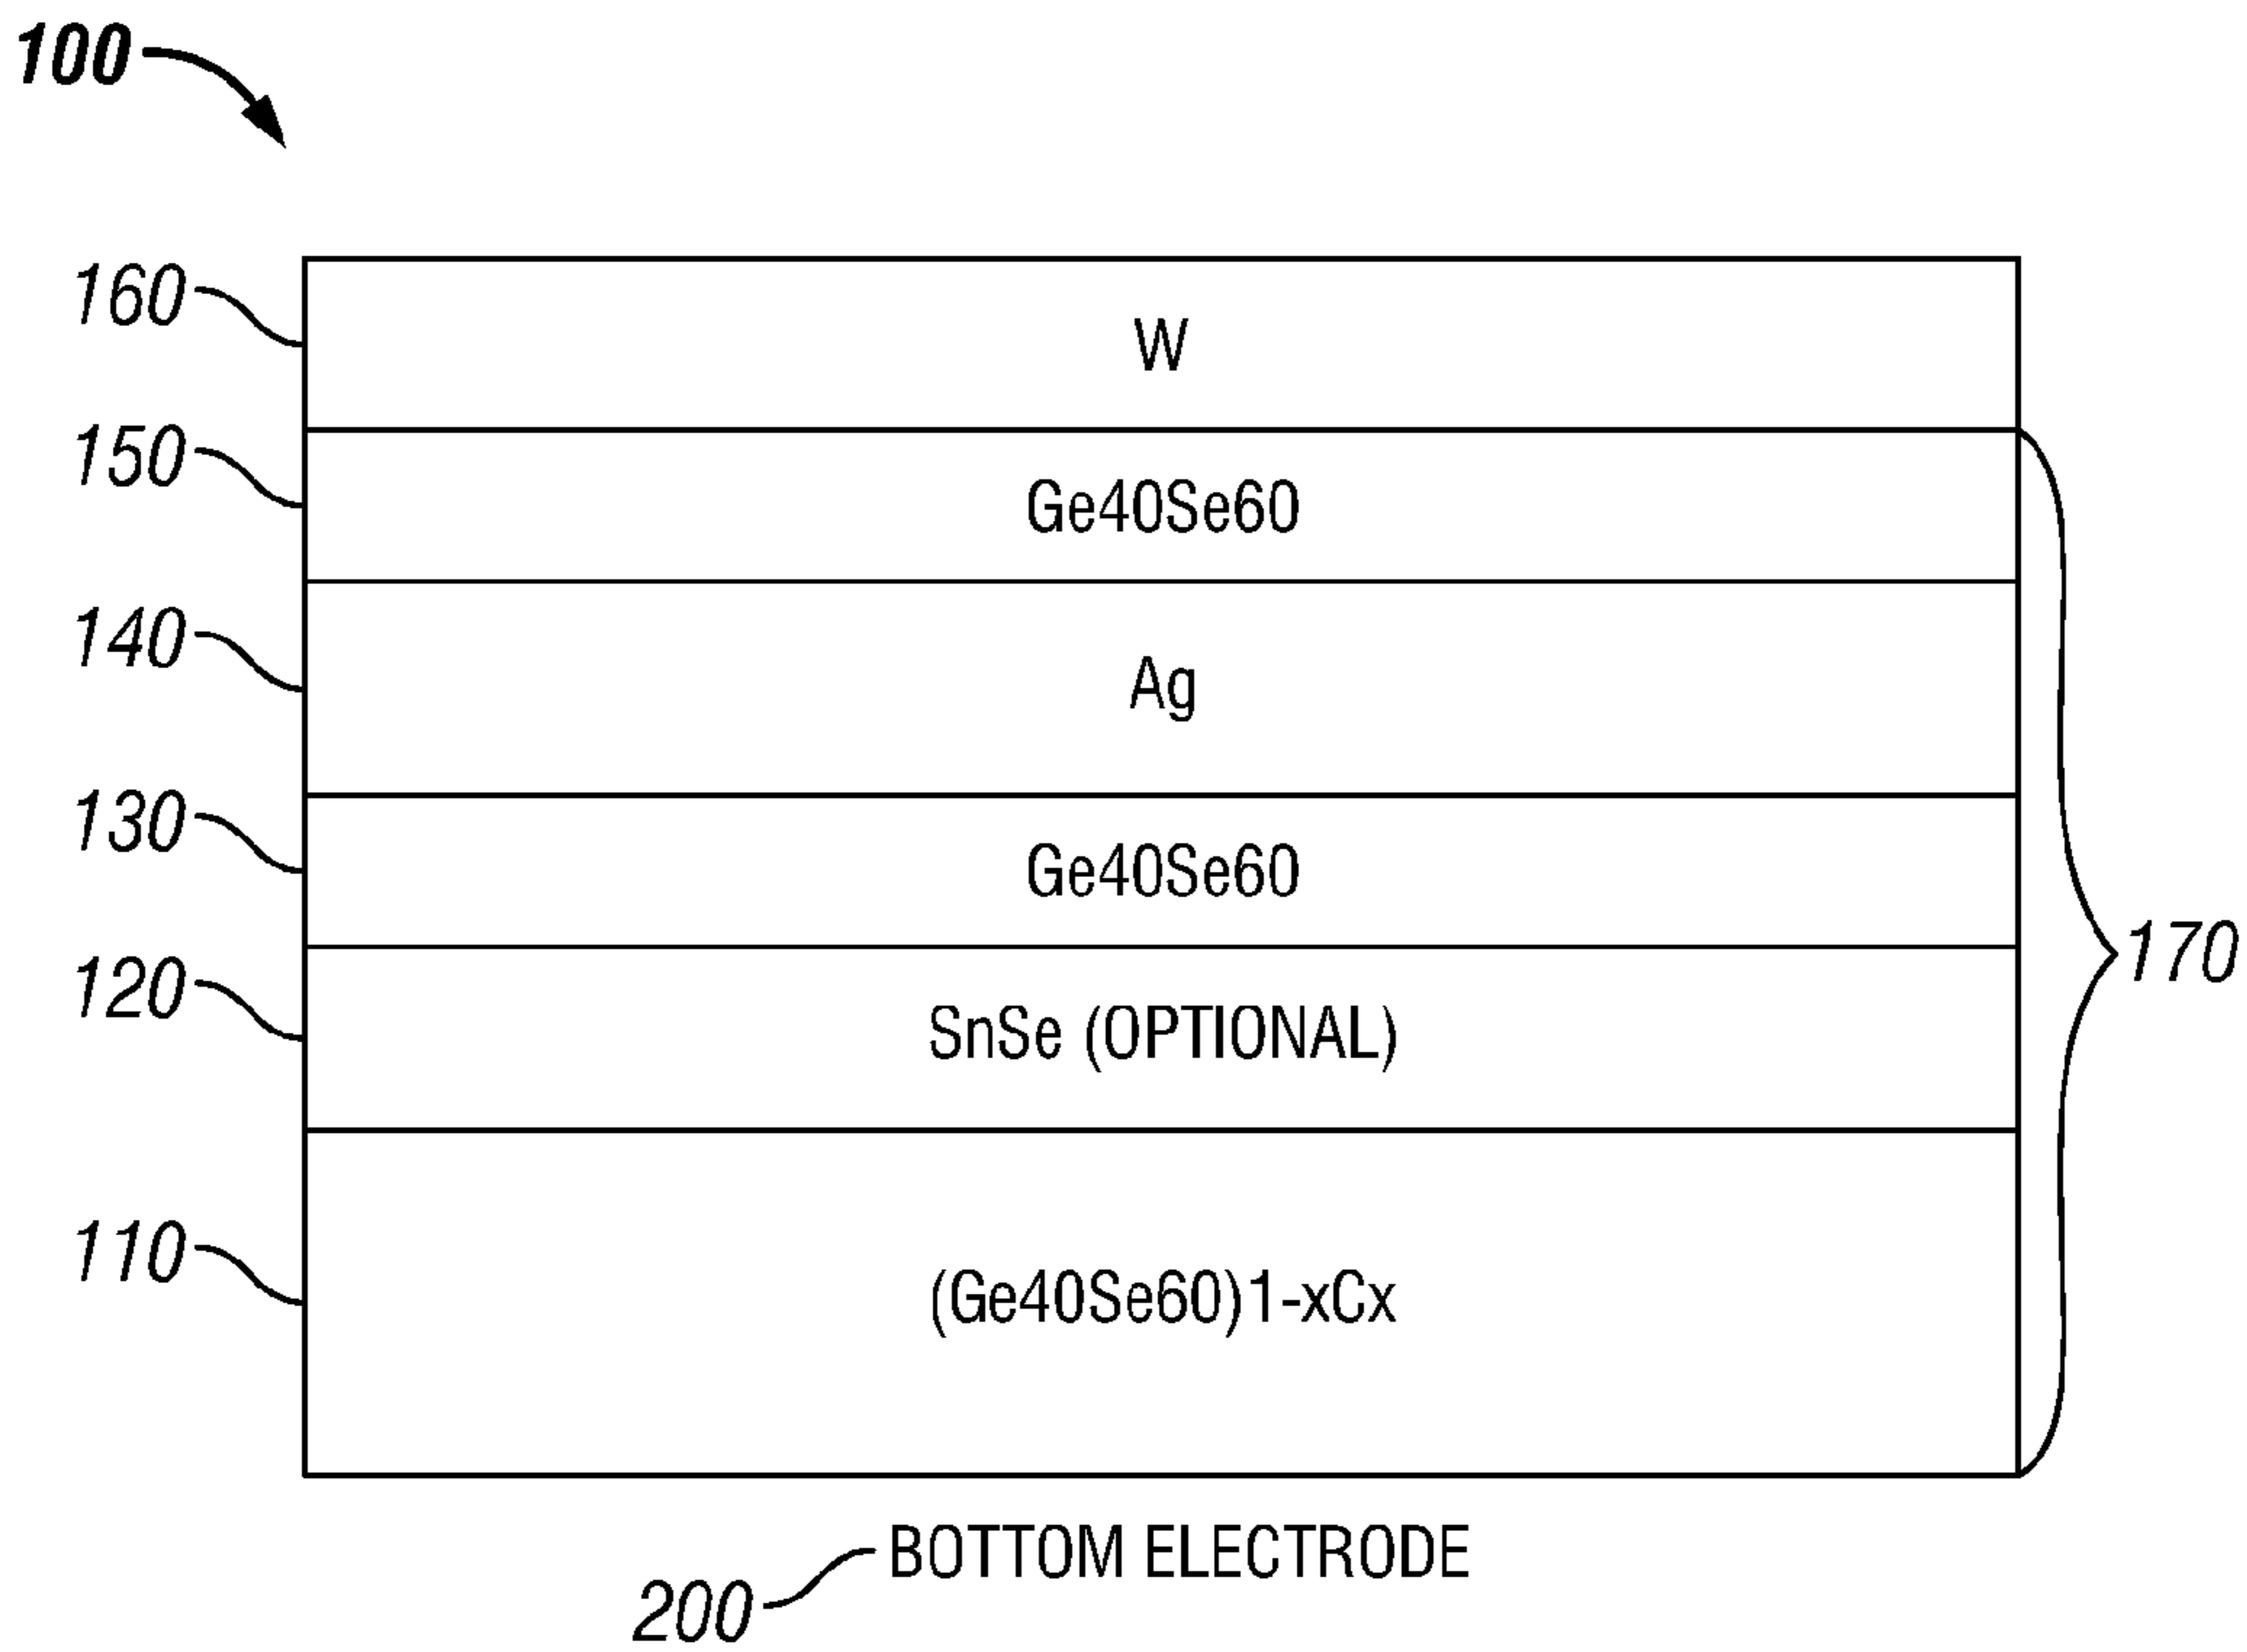 100
160
W
150
Ge40Se60
140
Ag
130
Ge40Se60
170
120
SnSe (OPTIONAL)
110
(Ge40Se60)1-xCx
BOTTOM ELECTRODE
200